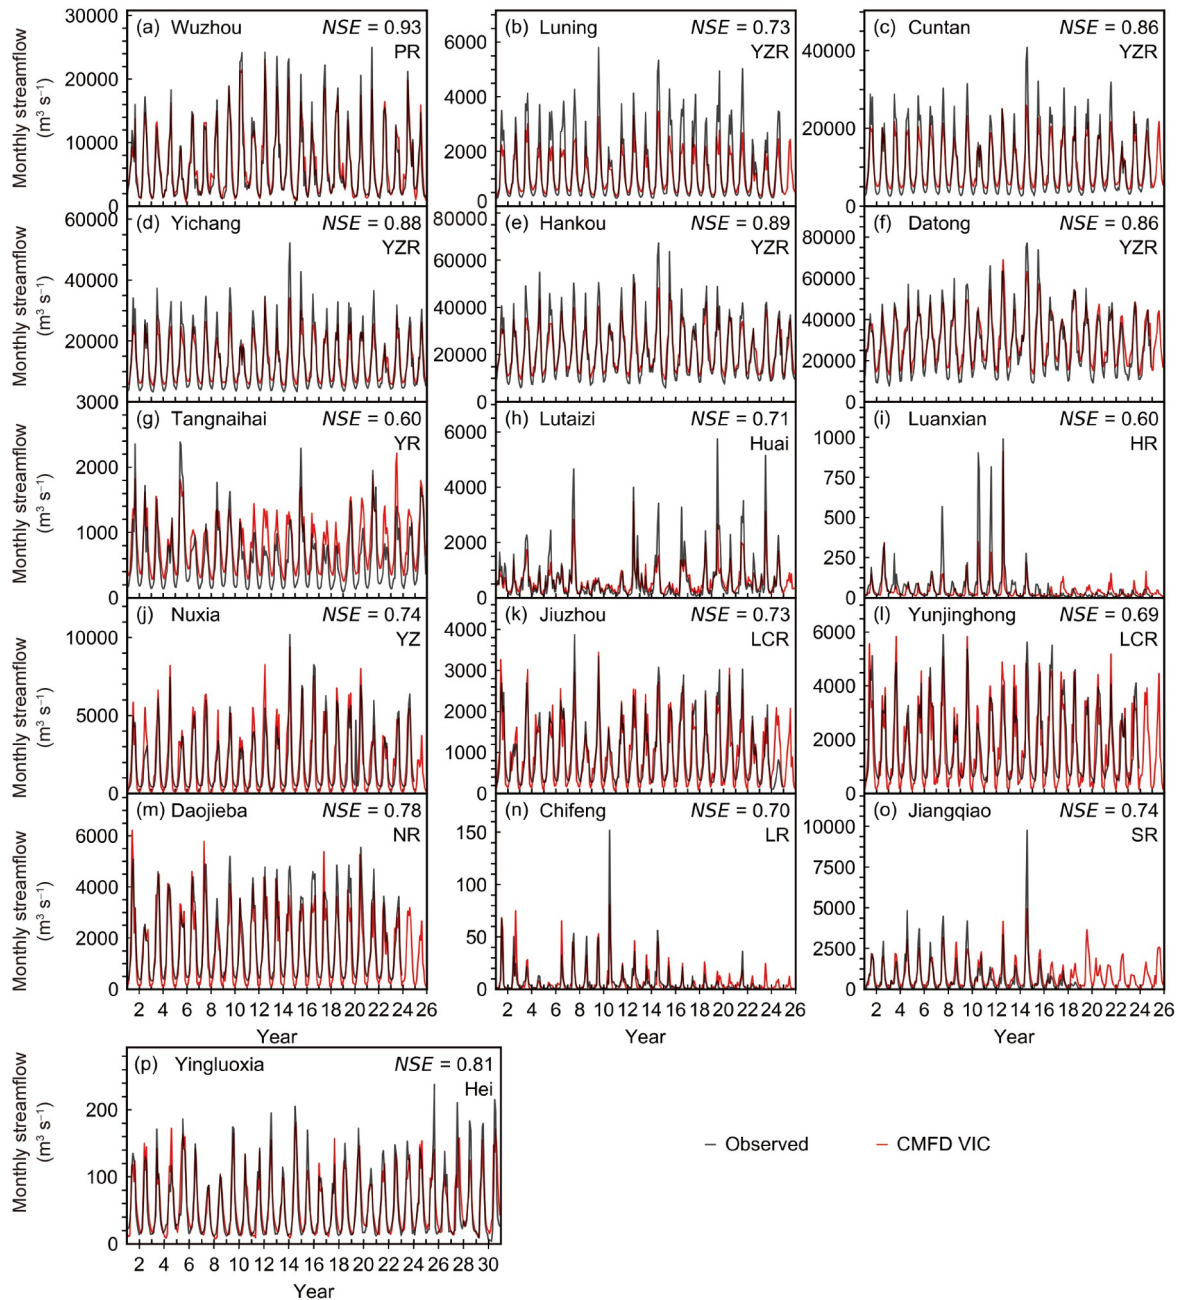 (a) Wuzhou NSE = 0.93
PR
30000
20000
10000
0
Monthly streamflow
(m³ s⁻¹)
(b) Luning NSE = 0.73
YZR
6000
4000
2000
0
(c) Cuntan NSE = 0.86
YZR
40000
20000
0
(d) Yichang NSE = 0.88
YZR
60000
40000
20000
0
Monthly streamflow
(m³ s⁻¹)
(e) Hankou NSE = 0.89
YZR
80000
60000
40000
20000
0
(f) Datong NSE = 0.86
YZR
80000
60000
40000
20000
0
(g) Tangnaihai NSE = 0.60
YR
3000
2000
1000
0
Monthly streamflow
(m³ s⁻¹)
(h) Lutaizi NSE = 0.71
Huai
6000
4000
2000
0
(i) Luanxian NSE = 0.60
HR
1000
750
500
250
0
(j) Nuxia NSE = 0.74
YZ
10000
5000
0
Monthly streamflow
(m³ s⁻¹)
(k) Jiuzhou NSE = 0.73
LCR
4000
3000
2000
1000
0
(l) Yunjinghong NSE = 0.69
LCR
6000
4000
2000
0
(m) Daojieba NSE = 0.78
NR
6000
4000
2000
0
Monthly streamflow
(m³ s⁻¹)
2 4 6 8 10 12 14 16 18 20 22 24 26
Year
(n) Chifeng NSE = 0.70
LR
150
100
50
0
2 4 6 8 10 12 14 16 18 20 22 24 26
Year
(o) Jiangqiao NSE = 0.74
SR
10000
7500
5000
2500
0
2 4 6 8 10 12 14 16 18 20 22 24 26
Year
(p) Yingluoxia NSE = 0.81
Hei
200
100
0
Monthly streamflow
(m³ s⁻¹)
2 4 6 8 10 12 14 16 18 20 22 24 26 28 30
Year
Observed CMFD VIC